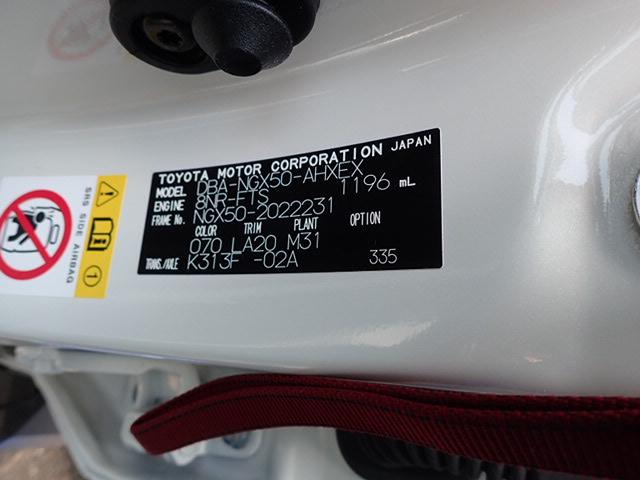 TOYOTA MOTOR CORPORATION JAPAN
MODEL DBA-NGX50-AHXEX
ENGINE 8NR-FTS 1196 mL
FRAME No. NGX50-2022231
COLOR TRIM PLANT OPTION
070 LA20 M31
TRANS./AXLE K313F -02A 335
SRS SIDE AIRBAG